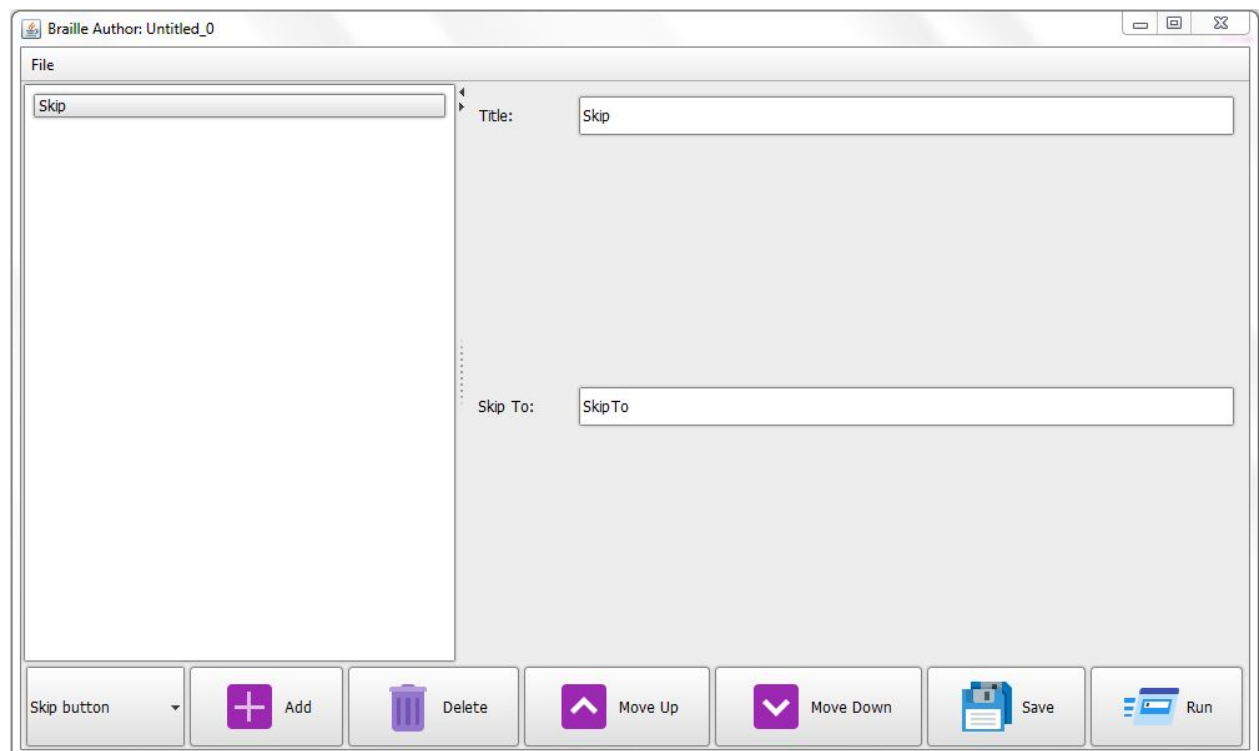 Braille Author: Untitled_0
File
Skip
Title:
Skip
Skip To:
SkipTo
Skip button
Add
Delete
Move Up
Move Down
Save
Run